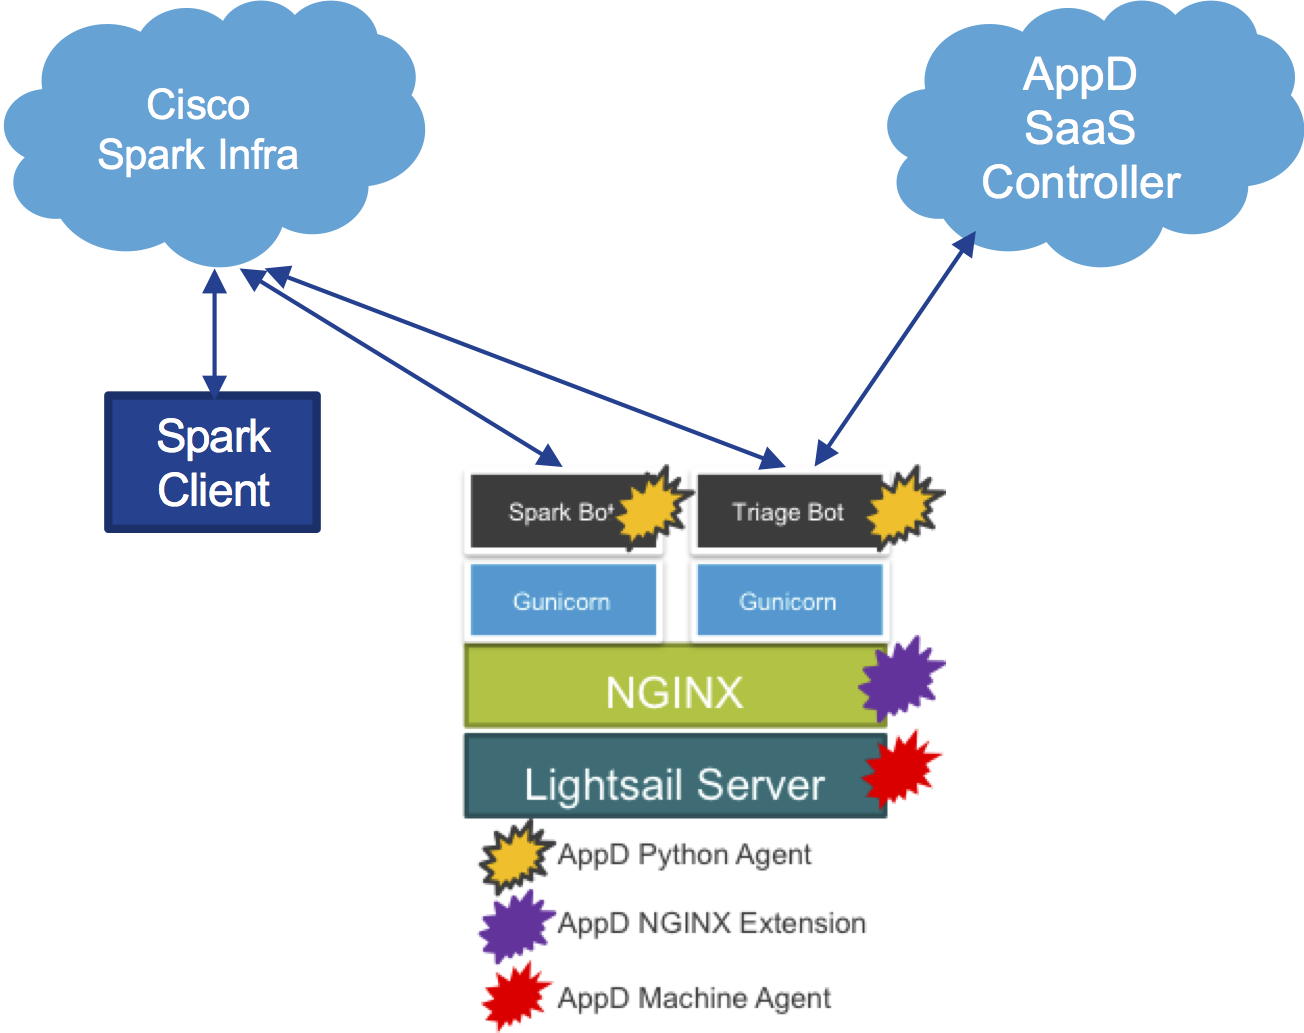 Cisco
Spark Infra
AppD
SaaS
Controller
Spark
Client
Spark Bot
Triage Bot
Gunicorn
Gunicorn
NGINX
Lightsail Server
AppD Python Agent
AppD NGINX Extension
AppD Machine Agent